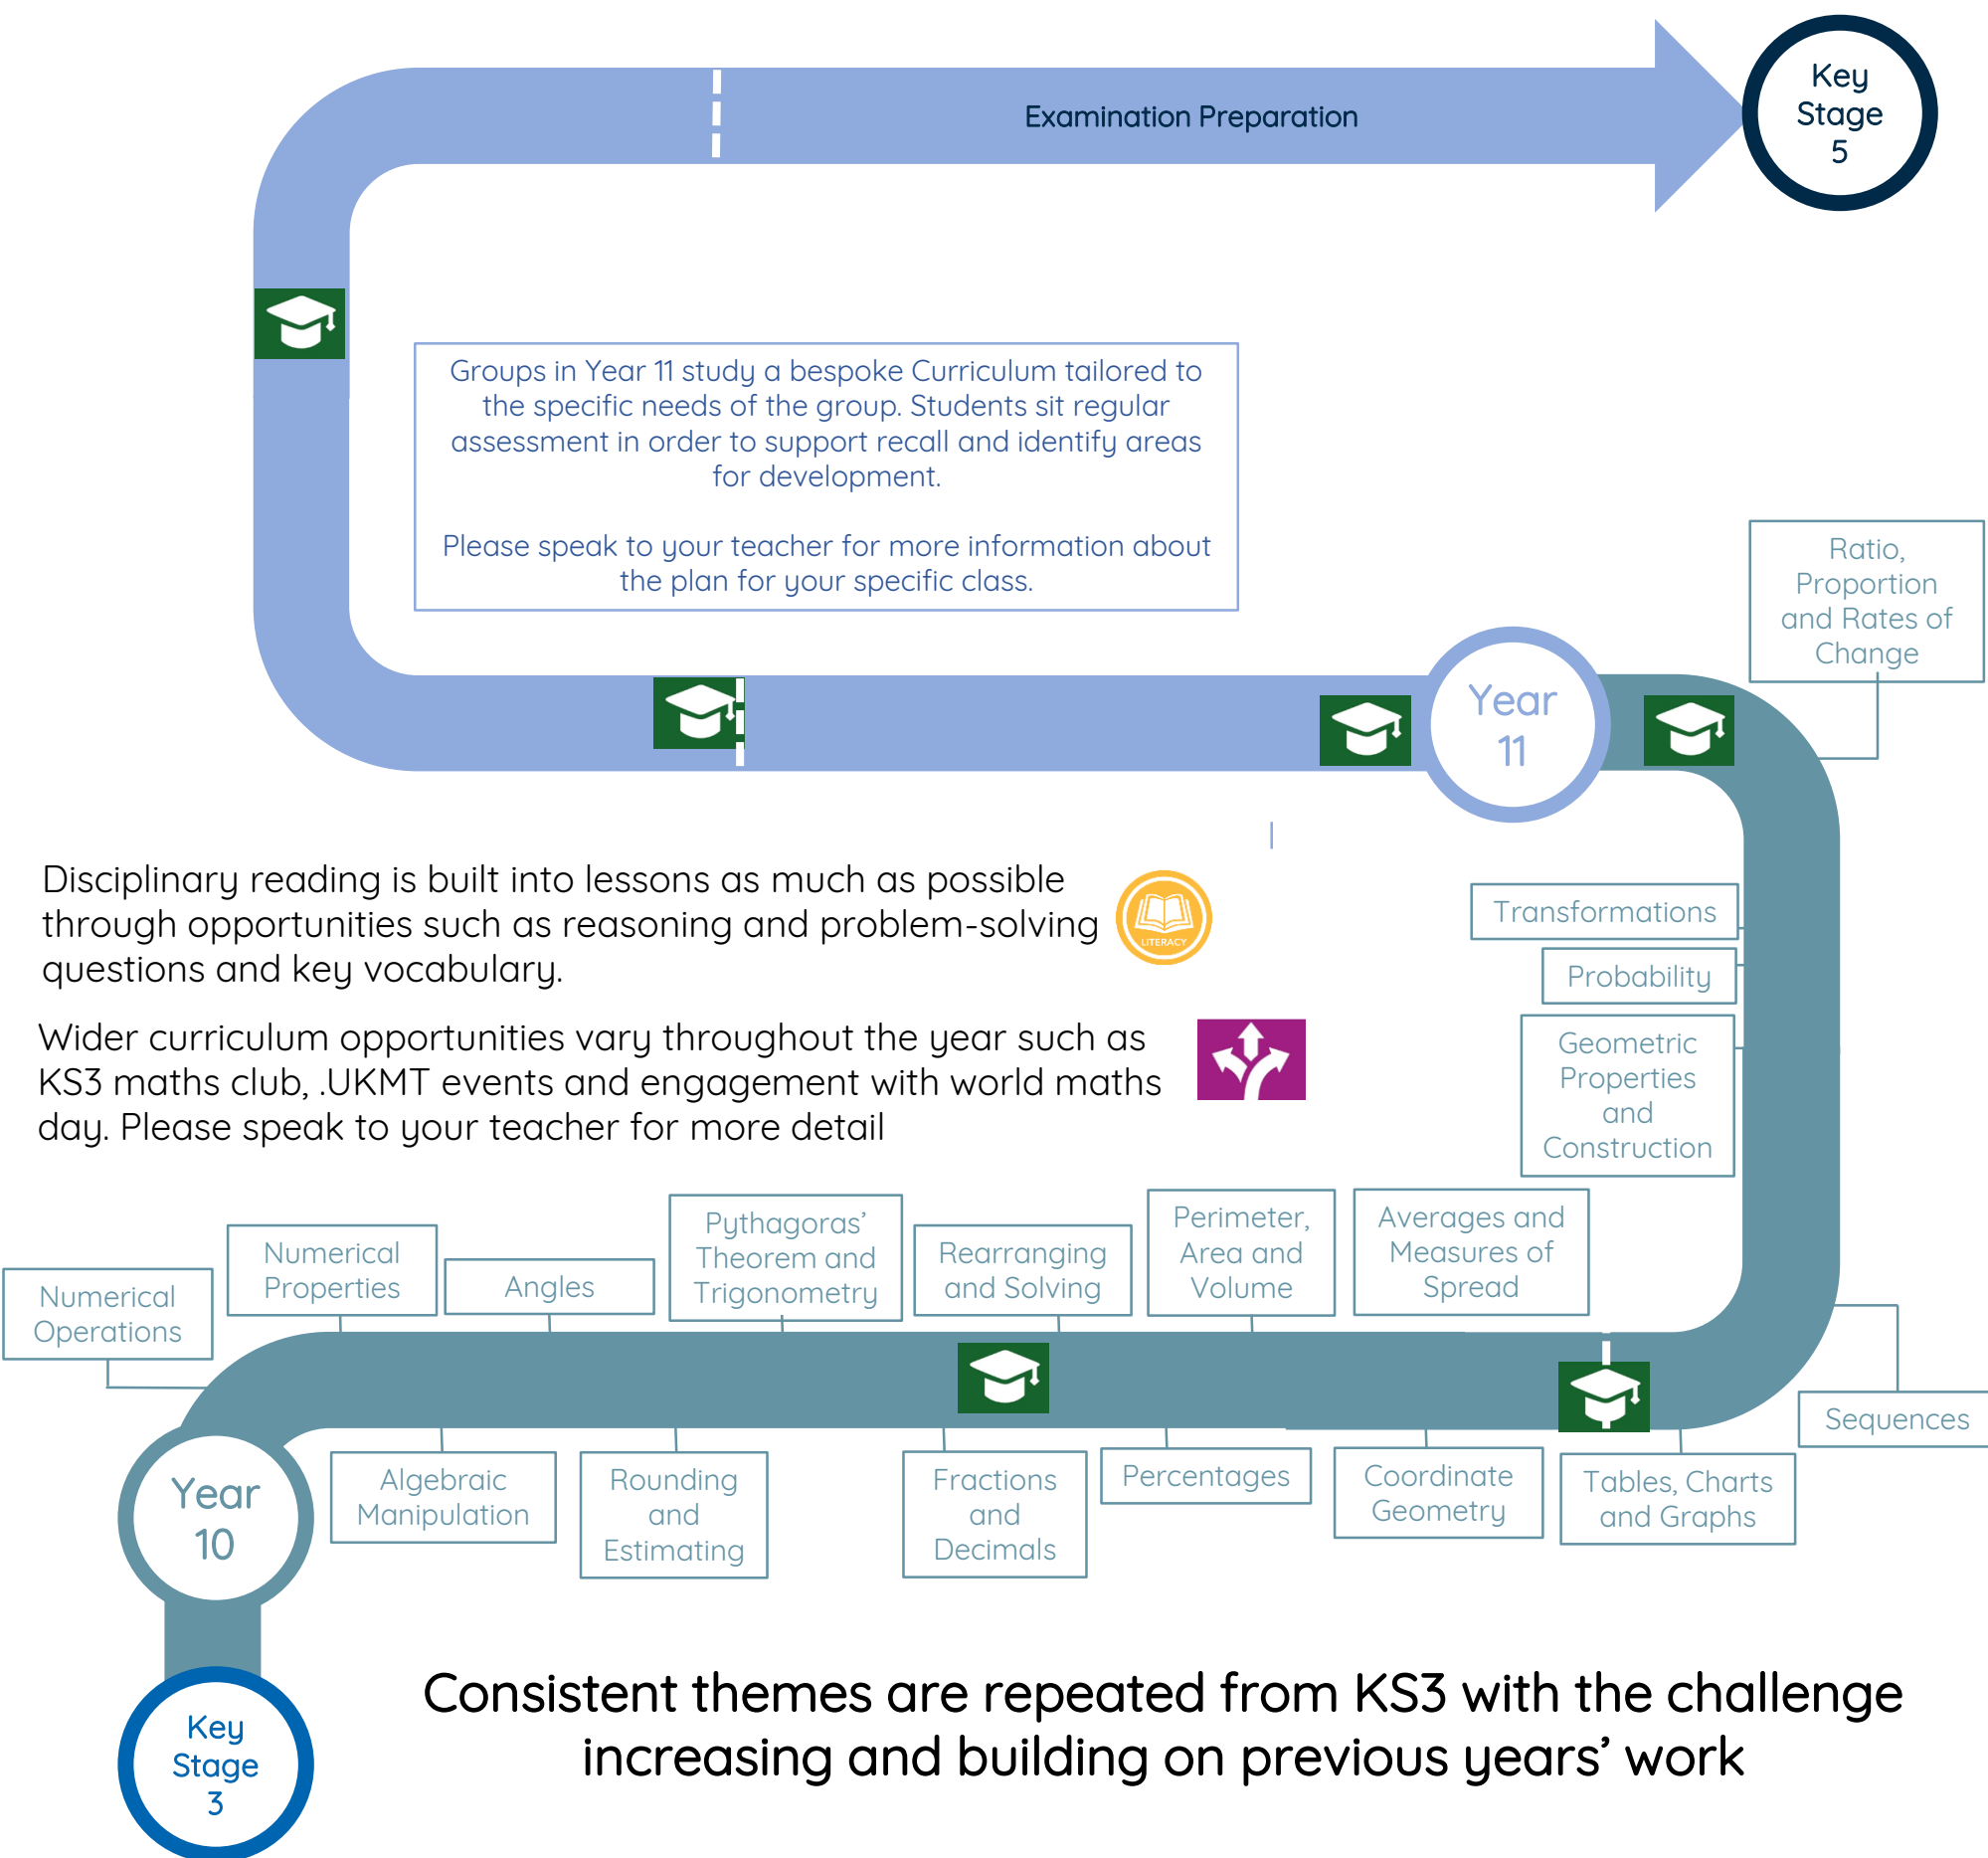 Key
Stage
5
Examination Preparation
Groups in Year 11 study a bespoke Curriculum tailored to
the specific needs of the group. Students sit regular
assessment in order to support recall and identify areas
for development.
Please speak to your teacher for more information about
the plan for your specific class.
Ratio,
Proportion
and Rates of
Change
Year
11
Disciplinary reading is built into lessons as much as possible
through opportunities such as reasoning and problem-solving
questions and key vocabulary.
LITERACY
Transformations
Probability
Geometric
Properties
and
Construction
Wider curriculum opportunities vary throughout the year such as
KS3 maths club, .UKMT events and engagement with world maths
day. Please speak to your teacher for more detail
Numerical
Operations
Numerical
Properties
Angles
Pythagoras’
Theorem and
Trigonometry
Rearranging
and Solving
Perimeter,
Area and
Volume
Averages and
Measures of
Spread
Sequences
Year
10
Algebraic
Manipulation
Rounding
and
Estimating
Fractions
and
Decimals
Percentages
Coordinate
Geometry
Tables, Charts
and Graphs
Key
Stage
3
Consistent themes are repeated from KS3 with the challenge
increasing and building on previous years’ work